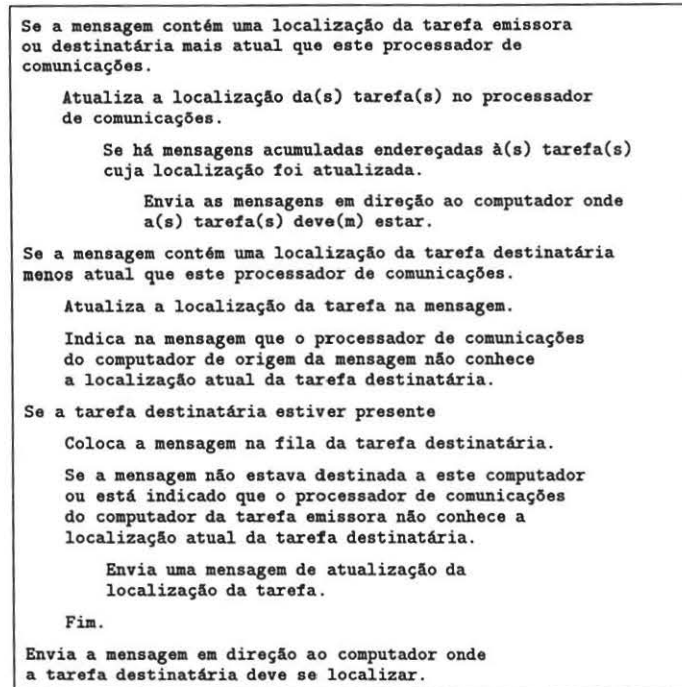 Se a mensagem contém uma localização da tarefa emissora
ou destinatária mais atual que este processador de
comunicações.
Atualiza a localização da(s) tarefa(s) no processador
de comunicações.
Se há mensagens acumuladas endereçadas à(s) tarefa(s)
cuja localização foi atualizada.
Envia as mensagens em direção ao computador onde
a(s) tarefa(s) deve(m) estar.
Se a mensagem contém uma localização da tarefa destinatária
menos atual que este processador de comunicações.
Atualiza a localização da tarefa na mensagem.
Indica na mensagem que o processador de comunicações
do computador de origem da mensagem não conhece
a localização atual da tarefa destinatária.
Se a tarefa destinatária estiver presente
Coloca a mensagem na fila da tarefa destinatária.
Se a mensagem não estava destinada a este computador
ou está indicado que o processador de comunicações
do computador da tarefa emissora não conhece a
localização atual da tarefa destinatária.
Envia uma mensagem de atualização da
localização da tarefa.
Fim.
Envia a mensagem em direção ao computador onde
a tarefa destinatária deve se localizar.